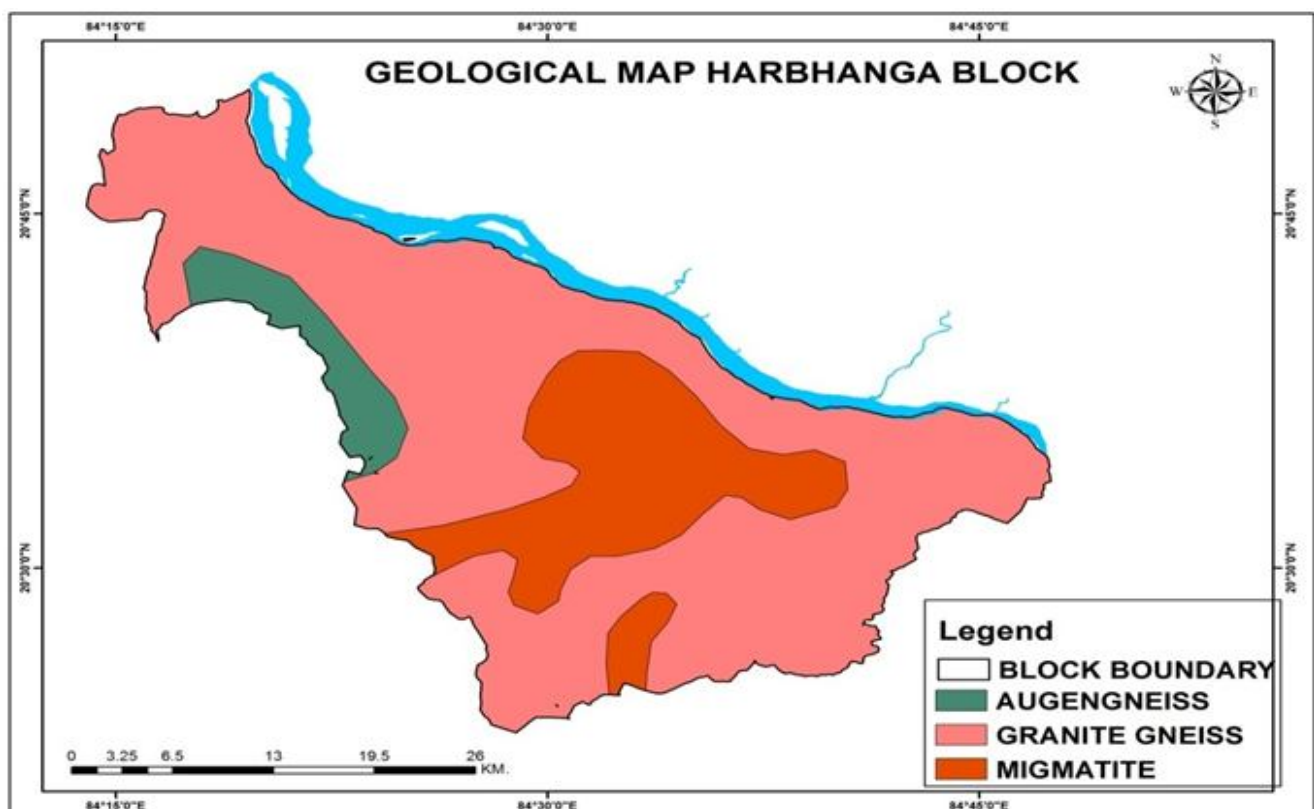 84°15'0"E 84°30'0"E 84°45'0"E
GEOLOGICAL MAP HARBHANGA BLOCK
N
W E
S
20°45'0"N 20°45'0"N
20°30'0"N 20°30'0"N
Legend
BLOCK BOUNDARY
AUGENGNEISS
GRANITE GNEISS
MIGMATITE
0 3.25 6.5 13 19.5 26
KM.
84°15'0"E 84°30'0"E 84°45'0"E